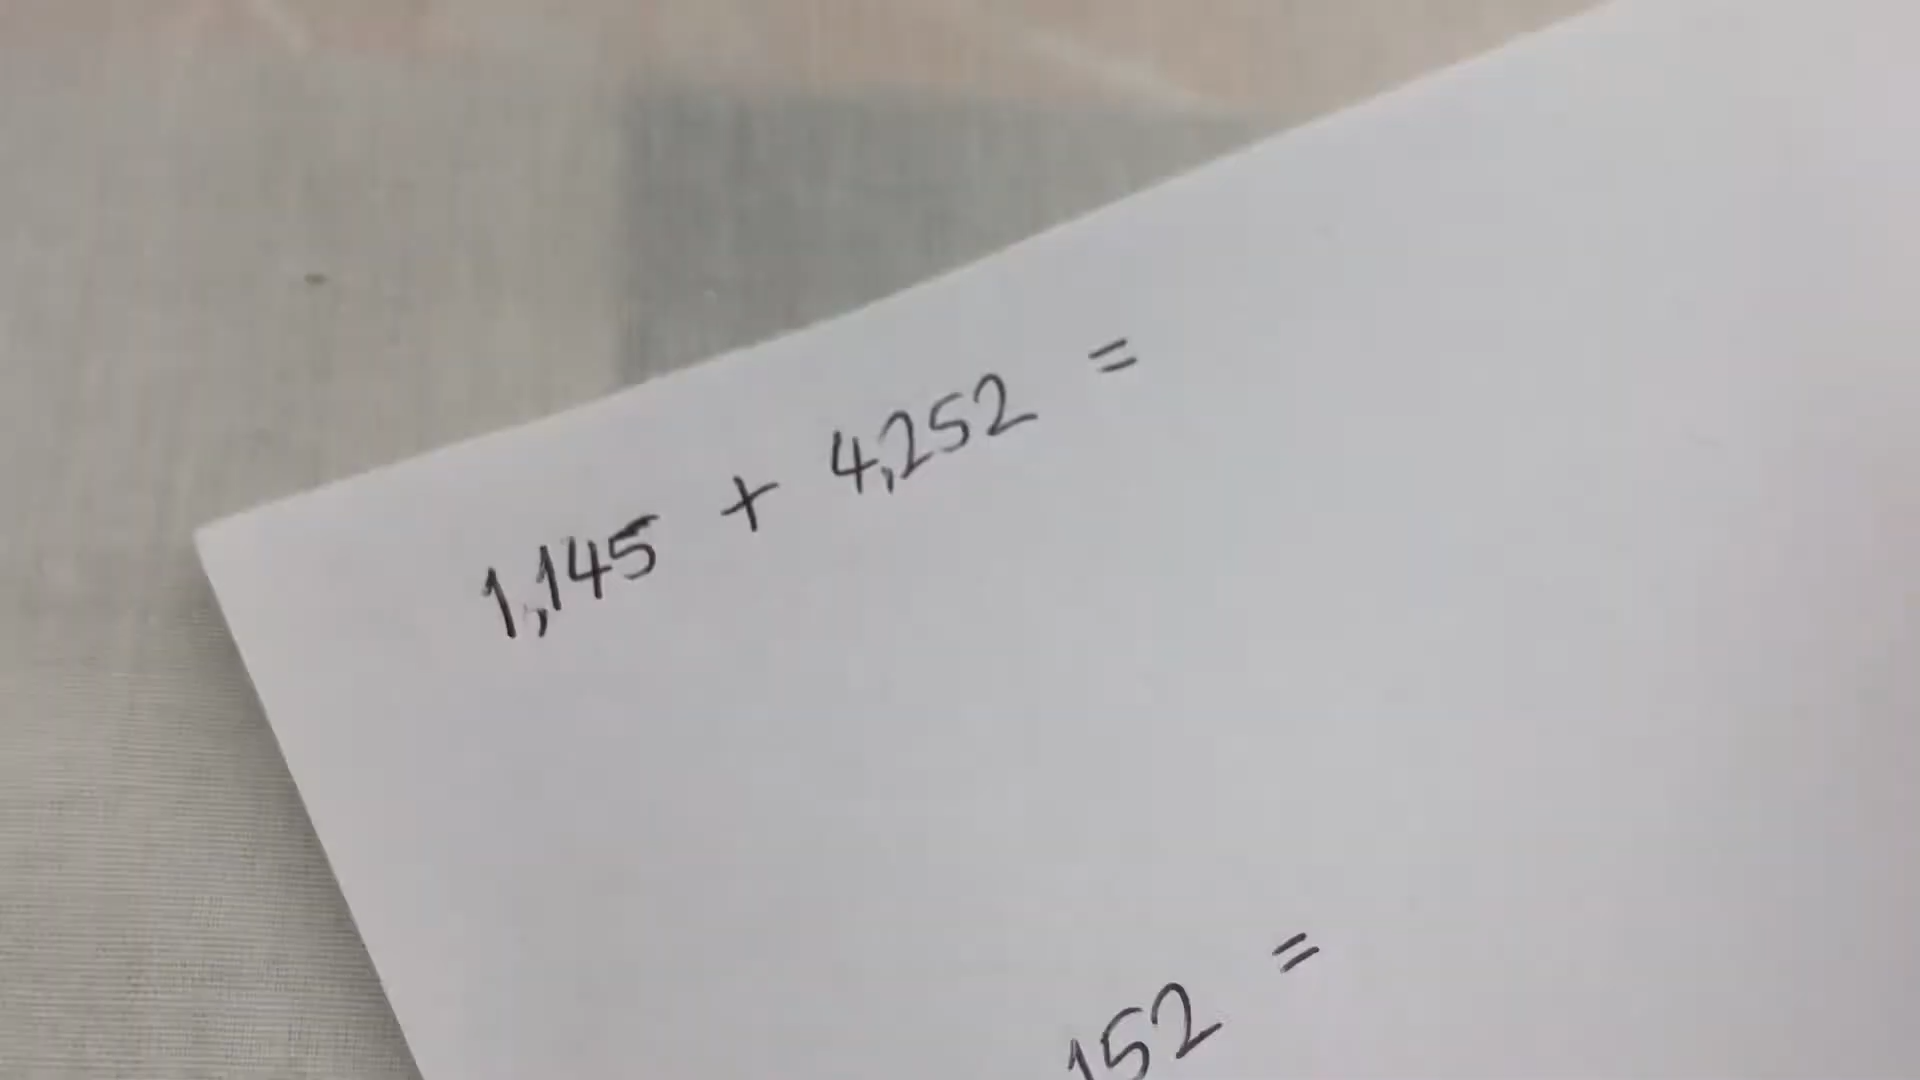 1,145 + 4,252 =
152 =